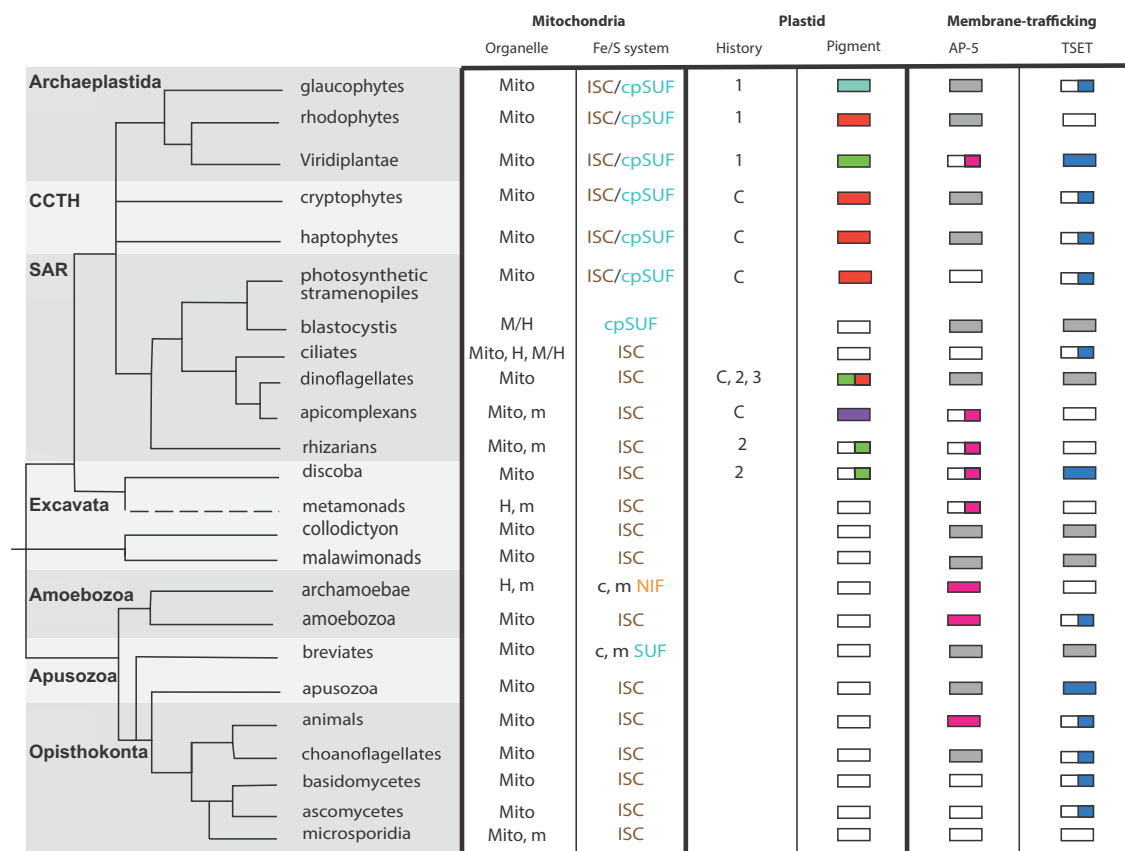 Mitochondria Plastid Membrane-trafficking
Organelle Fe/S system History Pigment AP-5 TSET
Archaeplastida
glaucophytes Mito ISC/cpSUF 1
rhodophytes Mito ISC/cpSUF 1
Viridiplantae Mito ISC/cpSUF 1
CCTH
cryptophytes Mito ISC/cpSUF C
haptophytes Mito ISC/cpSUF C
SAR
photosynthetic Mito ISC/cpSUF C
stramenopiles
blastocystis M/H cpSUF
ciliates Mito, H, M/H ISC
dinoflagellates Mito ISC C, 2, 3
apicomplexans Mito, m ISC C
rhizarians Mito, m ISC 2
discoba Mito ISC 2
Excavata
metamonads H, m ISC
collodictyon Mito ISC
malawimonads Mito ISC
Amoebozoa
archamoebae H, m c, m NIF
amoebozoa Mito ISC
breviates Mito c, m SUF
Apusozoa
apusozoa Mito ISC
animals Mito ISC
Opisthokonta
choanoflagellates Mito ISC
basidomycetes Mito ISC
ascomycetes Mito ISC
microsporidia Mito, m ISC